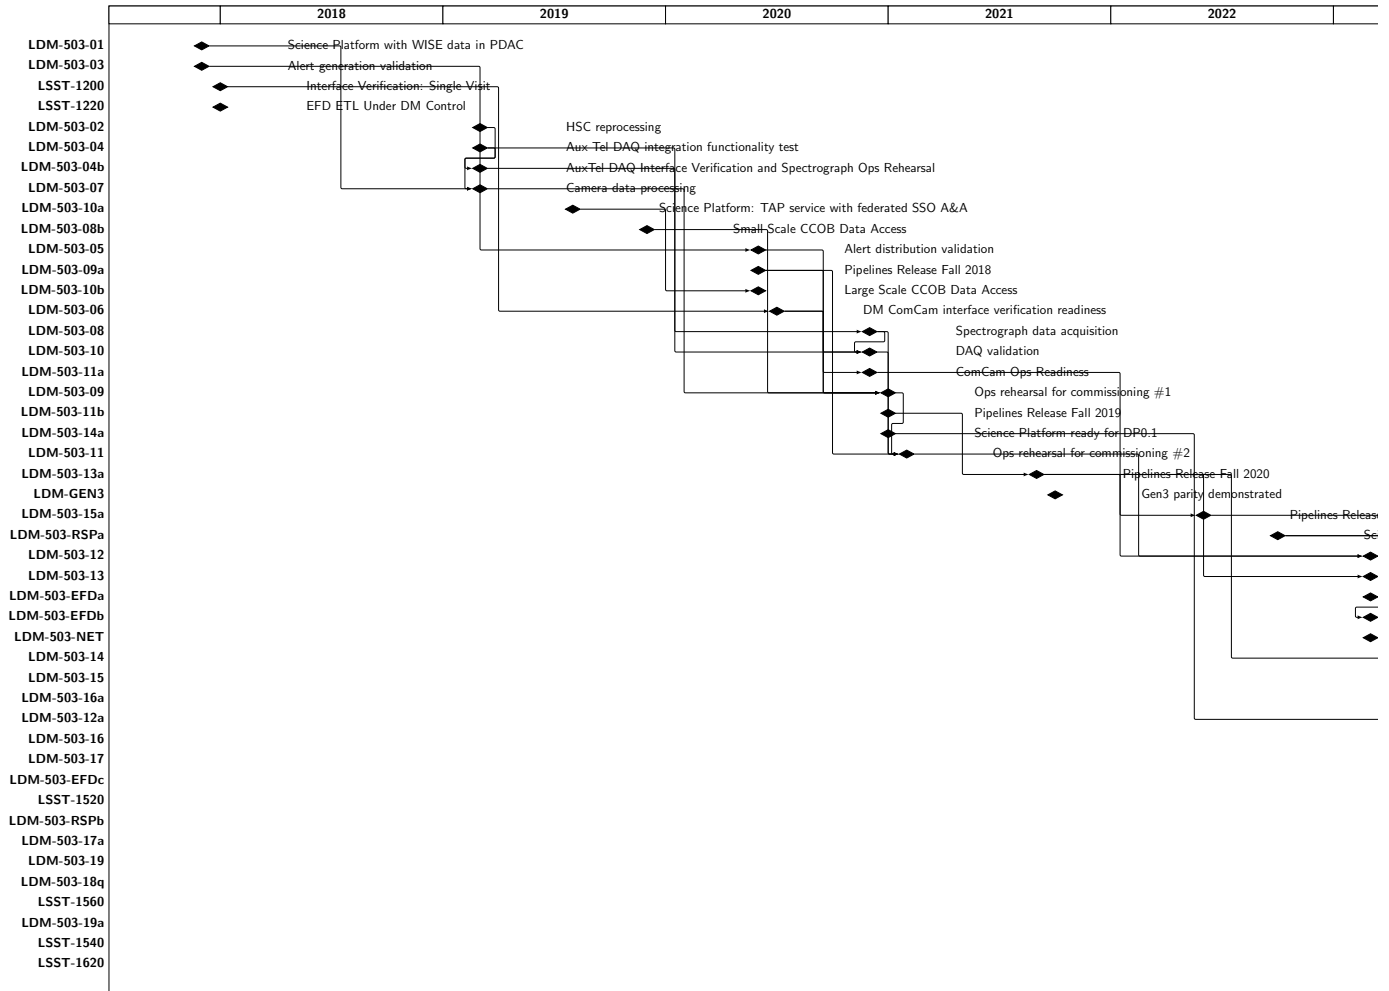 2018 2019 2020 2021 2022
LDM-503-01 Science Platform with WISE data in PDAC
LDM-503-03 Alert generation validation
LSST-1200 Interface Verification: Single Visit
LSST-1220 EFD ETL Under DM Control
LDM-503-02 HSC reprocessing
LDM-503-04 Aux Tel DAQ integration functionality test
LDM-503-04b AuxTel DAQ Interface Verification and Spectrograph Ops Rehearsal
LDM-503-07 Camera data processing
LDM-503-10a Science Platform: TAP service with federated SSO A&A
LDM-503-08b Small Scale CCOB Data Access
LDM-503-05 Alert distribution validation
LDM-503-09a Pipelines Release Fall 2018
LDM-503-10b Large Scale CCOB Data Access
LDM-503-06 DM ComCam interface verification readiness
LDM-503-08 Spectrograph data acquisition
LDM-503-10 DAQ validation
LDM-503-11a ComCam Ops Readiness
LDM-503-09 Ops rehearsal for commissioning #1
LDM-503-11b Pipelines Release Fall 2019
LDM-503-14a Science Platform ready for DP0.1
LDM-503-11 Ops rehearsal for commissioning #2
LDM-503-13a Pipelines Release Fall 2020
LDM-GEN3 Gen3 parity demonstrated
LDM-503-15a Pipelines Release
LDM-503-RSPa Sc
LDM-503-12
LDM-503-13
LDM-503-EFDa
LDM-503-EFDb
LDM-503-NET
LDM-503-14
LDM-503-15
LDM-503-16a
LDM-503-12a
LDM-503-16
LDM-503-17
LDM-503-EFDc
LSST-1520
LDM-503-RSPb
LDM-503-17a
LDM-503-19
LDM-503-18q
LSST-1560
LDM-503-19a
LSST-1540
LSST-1620